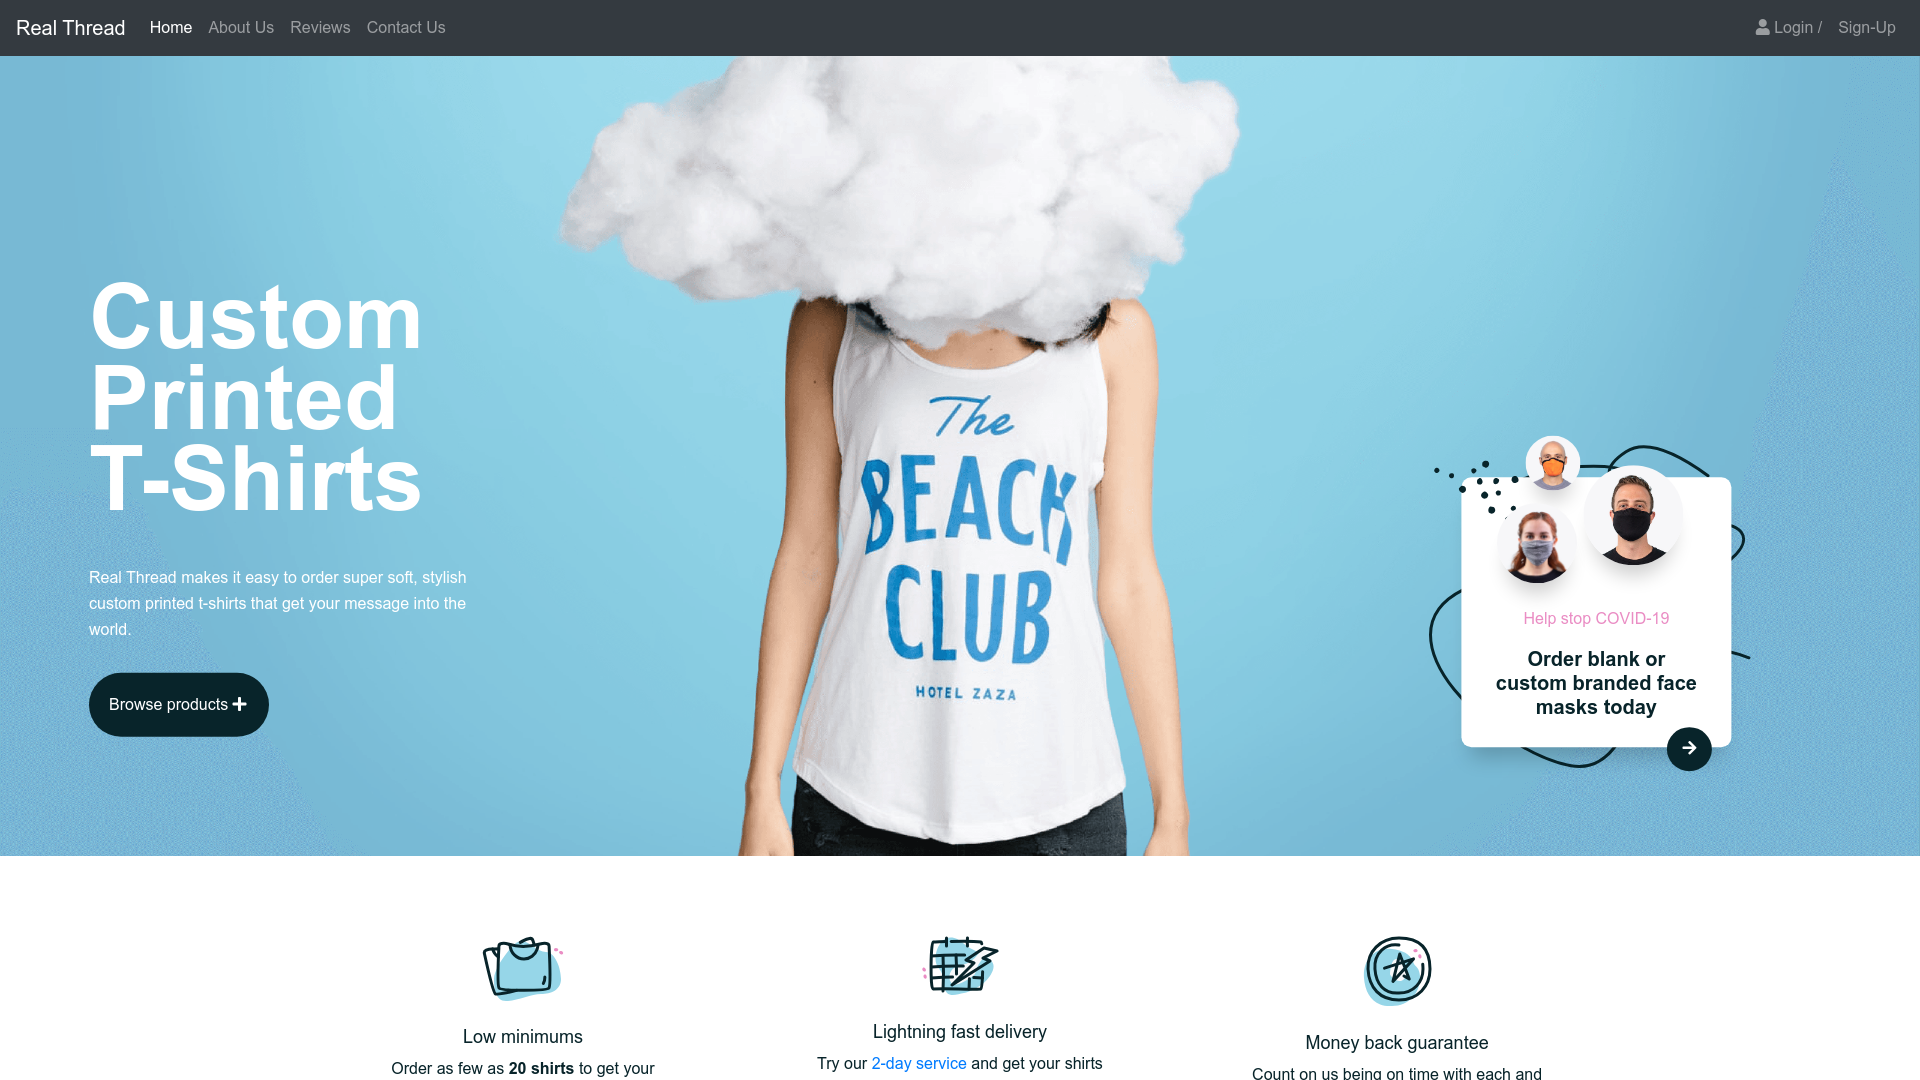 Real Thread Home About Us Reviews Contact Us Login / Sign-Up
Custom
Printed
T-Shirts
Real Thread makes it easy to order super soft, stylish
custom printed t-shirts that get your message into the
world.
Browse products
The
BEACH
CLUB
HOTEL ZAZA
Help stop COVID-19
Order blank or
custom branded face
masks today
Low minimums
Order as few as 20 shirts to get your
Lightning fast delivery
Try our 2-day service and get your shirts
Money back guarantee
Count on us being on time with each and